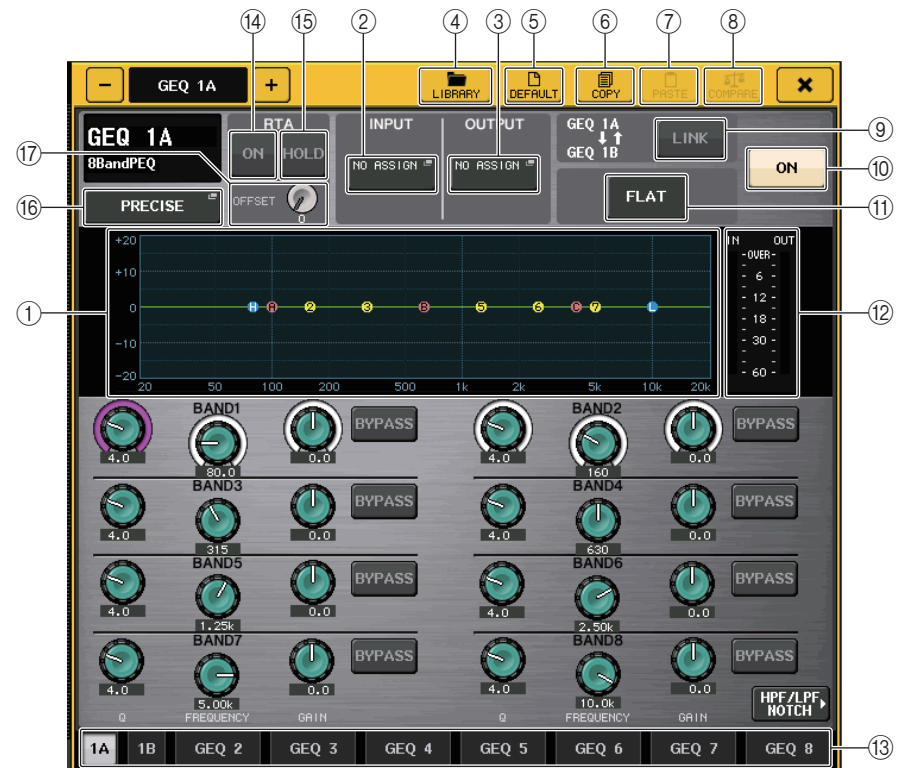 ⑭ ⑮ ② ④ ③ ⑤ ⑥ ⑦ ⑧
− GEQ 1A + LIBRARY DEFAULT COPY PASTE COMPARE ×
GEQ 1A
8BandPEQ
RTA
ON HOLD
OFFSET
0
INPUT
NO ASSIGN
OUTPUT
NO ASSIGN
GEQ 1A
↓↑
GEQ 1B
LINK
⑨
ON
⑩
⑰
⑯
PRECISE
FLAT
⑪
①
+20
+10
0
−10
−20
H A 2 3 B 5 6 C 7 L
20 50 100 200 500 1k 2k 5k 10k 20k
IN OUT
-OVER-
- 6 -
- 12 -
- 18 -
- 30 -
- 60 -
⑫
BAND1
BYPASS
4.0 80.0 0.0
BAND2
BYPASS
4.0 160 0.0
BAND3
BYPASS
4.0 315 0.0
BAND4
BYPASS
4.0 630 0.0
BAND5
BYPASS
4.0 1.25k 0.0
BAND6
BYPASS
4.0 2.50k 0.0
BAND7
BYPASS
4.0 5.00k 0.0
Q FREQUENCY GAIN
BAND8
BYPASS
4.0 10.0k 0.0
Q FREQUENCY GAIN
HPF/LPF
NOTCH
1A 1B GEQ 2 GEQ 3 GEQ 4 GEQ 5 GEQ 6 GEQ 7 GEQ 8
⑬